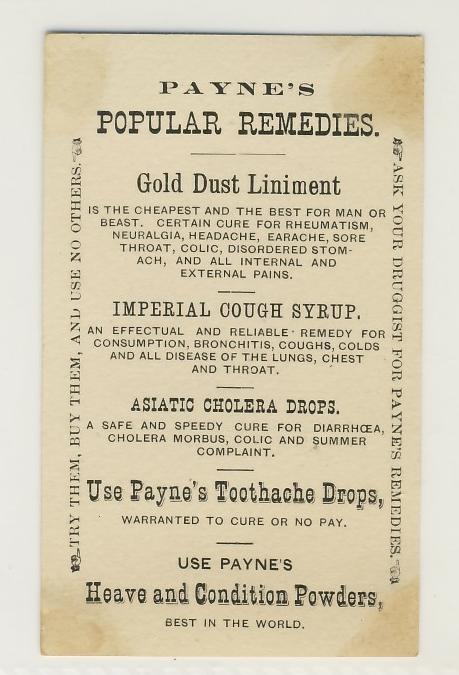 PAYNE'S
POPULAR REMEDIES.
Gold Dust Liniment
IS THE CHEAPEST AND THE BEST FOR MAN OR
BEAST. CERTAIN CURE FOR RHEUMATISM,
NEURALGIA, HEADACHE, EARACHE, SORE
THROAT, COLIC, DISORDERED STOM-
ACH, AND ALL INTERNAL AND
EXTERNAL PAINS.
IMPERIAL COUGH SYRUP.
AN EFFECTUAL AND RELIABLE REMEDY FOR
CONSUMPTION, BRONCHITIS, COUGHS, COLDS
AND ALL DISEASE OF THE LUNGS, CHEST
AND THROAT.
ASIATIC CHOLERA DROPS.
A SAFE AND SPEEDY CURE FOR DIARRHŒA,
CHOLERA MORBUS, COLIC AND SUMMER
COMPLAINT.
Use Payne's Toothache Drops,
WARRANTED TO CURE OR NO PAY.
USE PAYNE'S
Heave and Condition Powders,
BEST IN THE WORLD.
TRY THEM, BUY THEM, AND USE NO OTHERS.
ASK YOUR DRUGGIST FOR PAYNE'S REMEDIES.